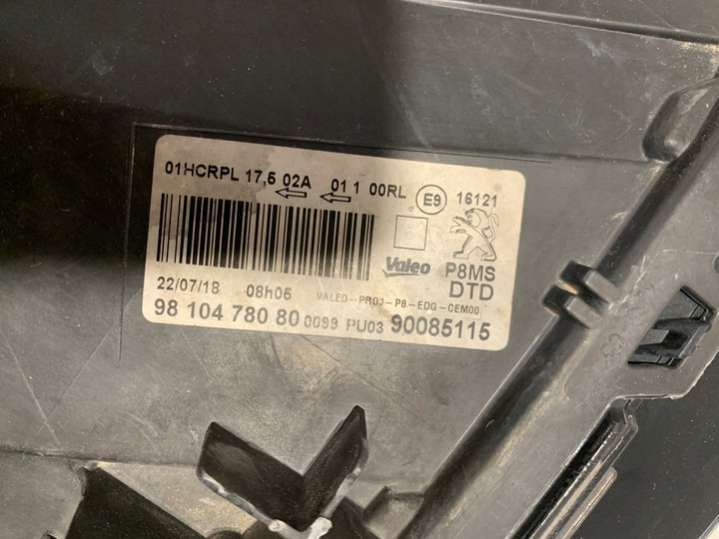 01HCRPL 17,5 02A 01 1 00RL E9 16121
Valeo P8MS
DTD
22/07/18 08h06 VALEO-PROJ-P8-EDG-CEM00
98 104 780 80 0099 PU03 90085115